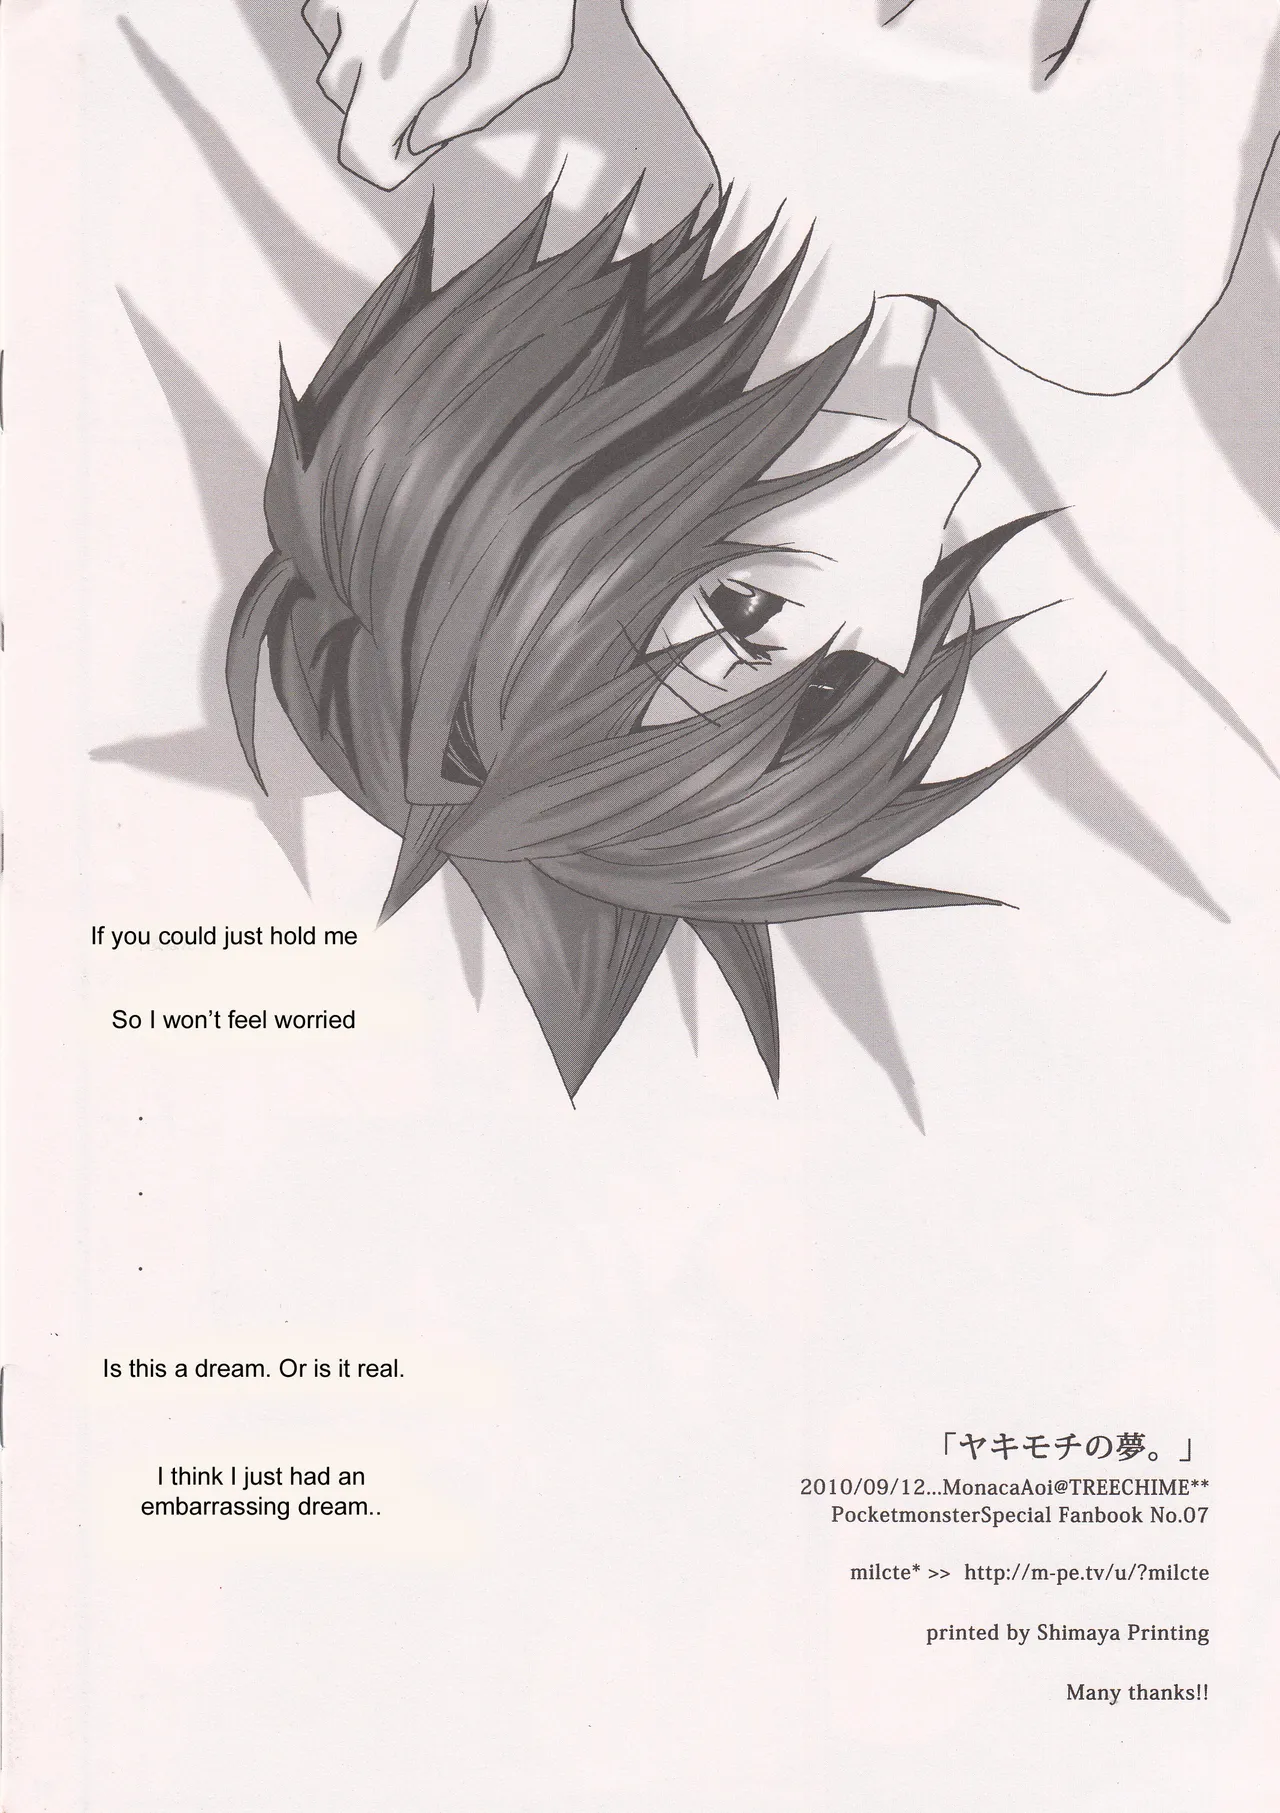 If you could just hold me
So I won't feel worried
.
.
.
Is this a dream. Or is it real.
I think I just had an
embarrassing dream..
「ヤキモチの夢。」
2010/09/12...MonacaAoi@TREECHIME**
PocketmonsterSpecial Fanbook No.07
milcte* >> http://m-pe.tv/u/?milcte
printed by Shimaya Printing
Many thanks!!